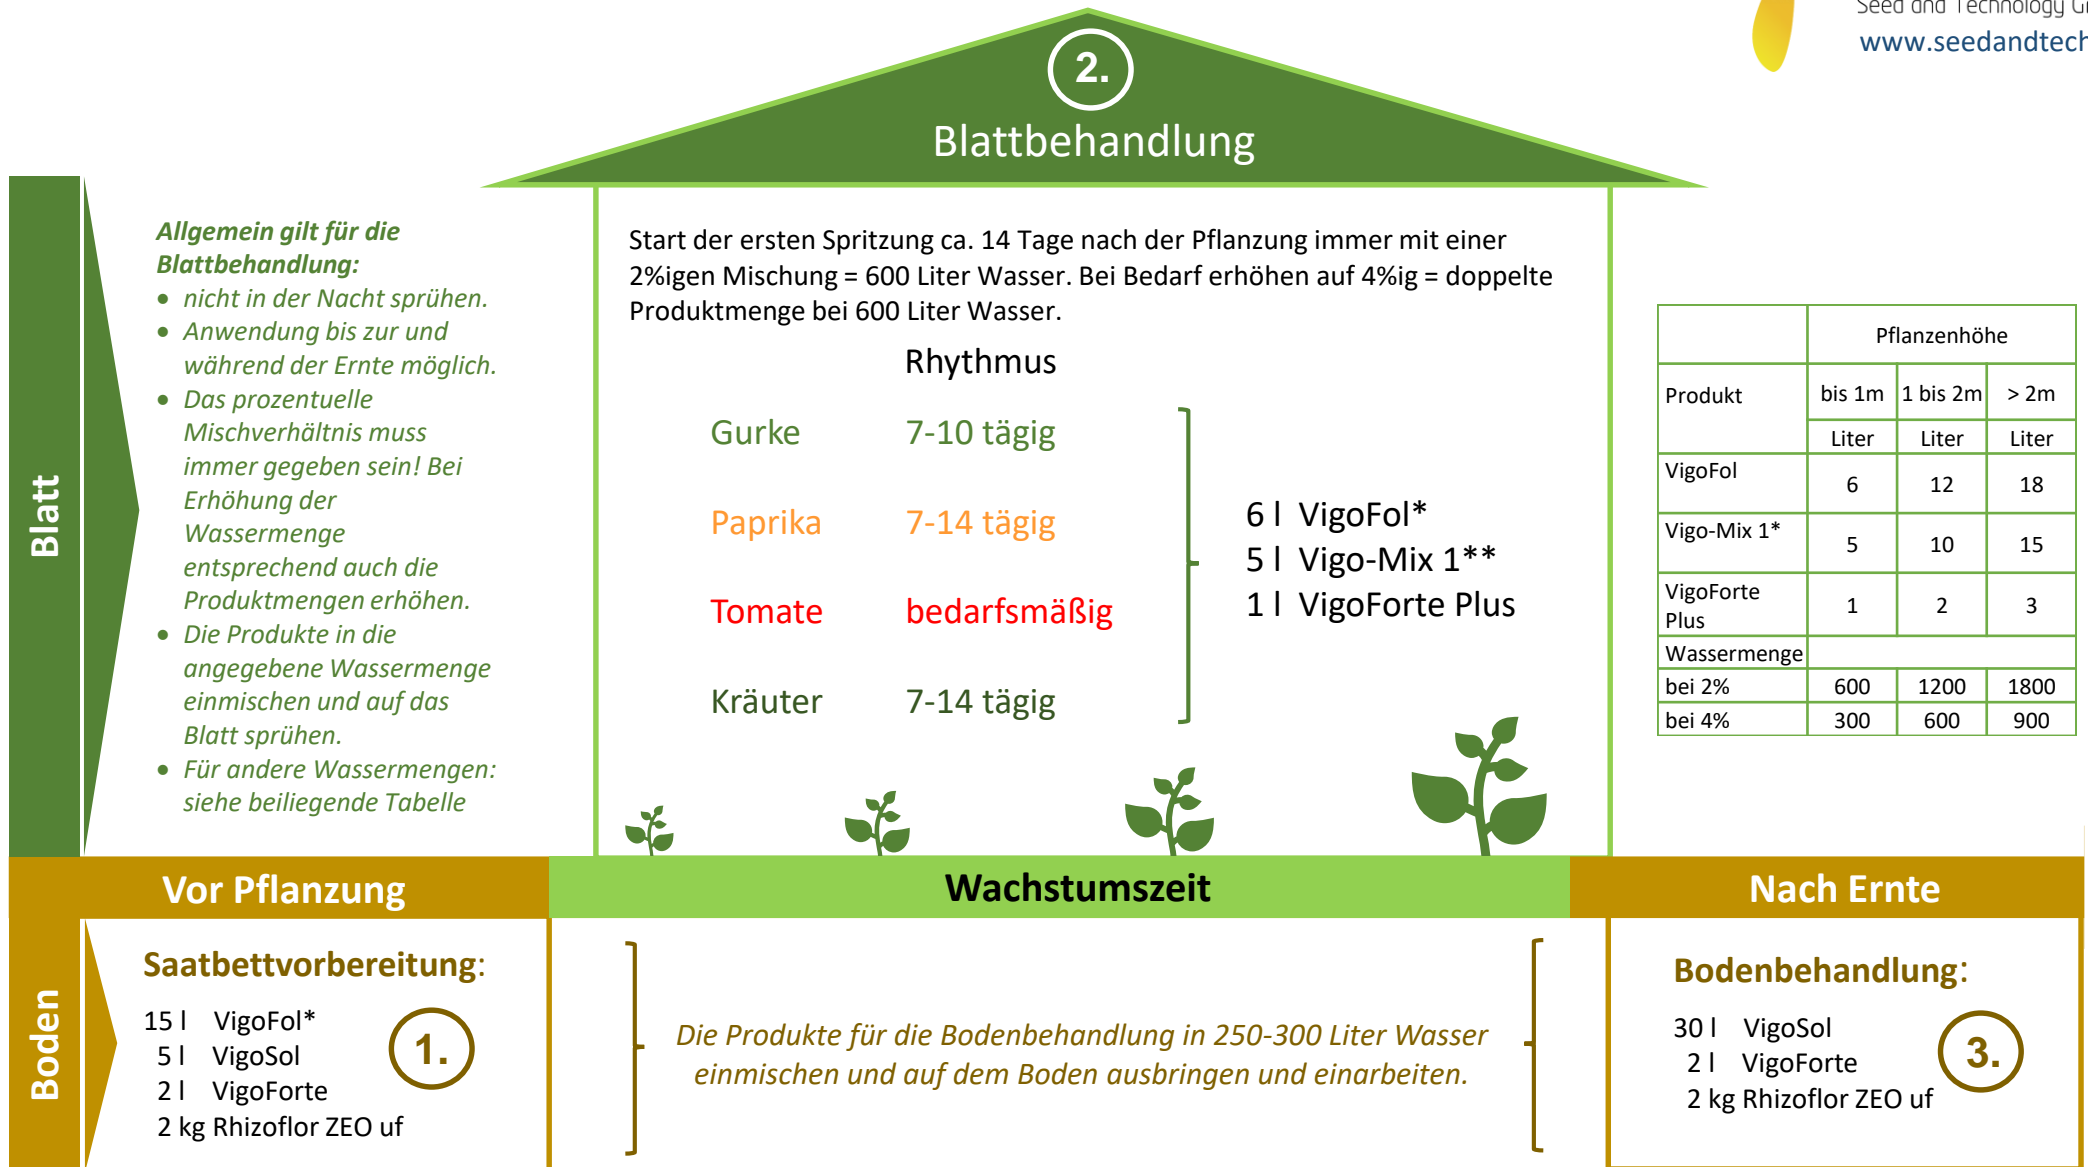 Seed and Technology
www.seedandtech
2.
Blattbehandlung
Blatt
Allgemein gilt für die
Blattbehandlung:
• nicht in der Nacht sprühen.
• Anwendung bis zur und
während der Ernte möglich.
• Das prozentuelle
Mischverhältnis muss
immer gegeben sein! Bei
Erhöhung der
Wassermenge
entsprechend auch die
Produktmengen erhöhen.
• Die Produkte in die
angegebene Wassermenge
einmischen und auf das
Blatt sprühen.
• Für andere Wassermengen:
siehe beiliegende Tabelle
Start der ersten Spritzung ca. 14 Tage nach der Pflanzung immer mit einer
2%igen Mischung = 600 Liter Wasser. Bei Bedarf erhöhen auf 4%ig = doppelte
Produktmenge bei 600 Liter Wasser.
Rhythmus
Gurke 7-10 tägig
Paprika 7-14 tägig
Tomate bedarfsmäßig
Kräuter 7-14 tägig
6 l VigoFol*
5 l Vigo-Mix 1**
1 l VigoForte Plus
Pflanzenhöhe
Produkt bis 1m 1 bis 2m > 2m
Liter Liter Liter
VigoFol 6 12 18
Vigo-Mix 1* 5 10 15
VigoForte
Plus 1 2 3
Wassermenge
bei 2% 600 1200 1800
bei 4% 300 600 900
Vor Pflanzung
Wachstumszeit
Nach Ernte
Boden
Saatbettvorbereitung:
15 l VigoFol*
5 l VigoSol
2 l VigoForte
2 kg Rhizoflor ZEO uf
1.
Die Produkte für die Bodenbehandlung in 250-300 Liter Wasser
einmischen und auf dem Boden ausbringen und einarbeiten.
Bodenbehandlung:
30 l VigoSol
2 l VigoForte
2 kg Rhizoflor ZEO uf
3.